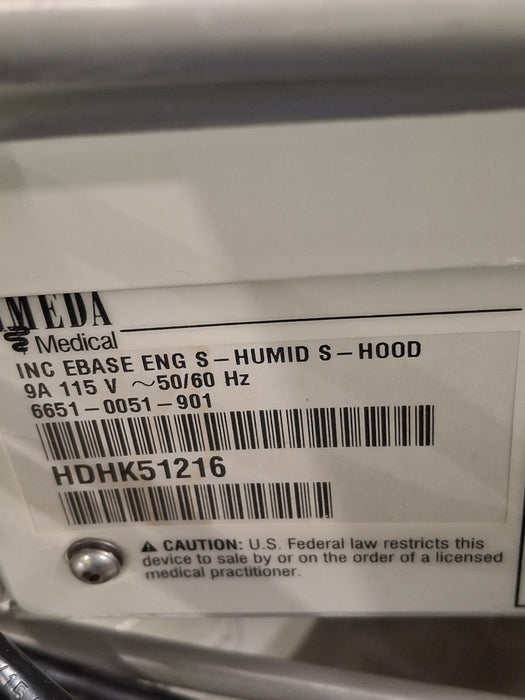 MEDA
Medical
INC EBASE ENG S-HUMID S-HOOD
9A 115 V ~50/60 Hz
6651-0051-901
HDHK51216
⚠ CAUTION: U.S. Federal law restricts this
device to sale by or on the order of a licensed
medical practitioner.